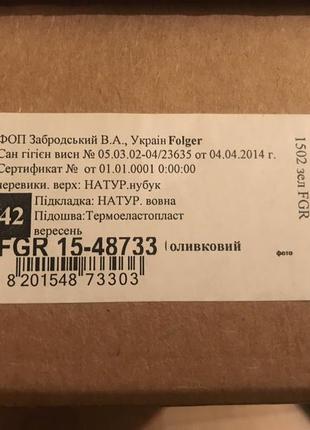 ФОП Забродський В.А., Україн Folger
Сан гігієн висн № 05.03.02-04/23635 от 04.04.2014 г.
Сертификат № от 01.01.0001 0:00:00
черевики. верх: НАТУР.нубук
42
Підкладка: НАТУР. вовна
Підошва:Термоеластопласт
вересень
FGR 15-48733
(оливковий
8 201548 73303
фото
1502 зел FGR